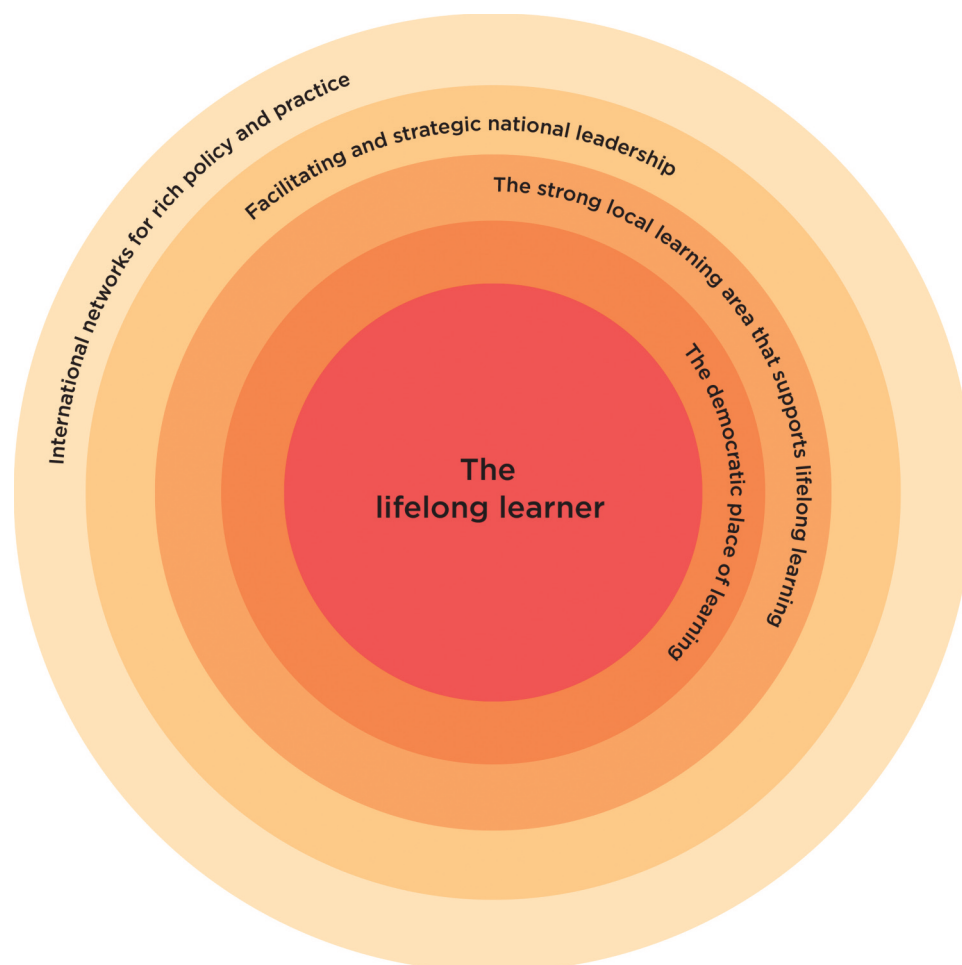 International networks for rich policy and practice
Facilitating and strategic national leadership
The strong local learning area that supports lifelong learning
The democratic place of learning
The
lifelong learner